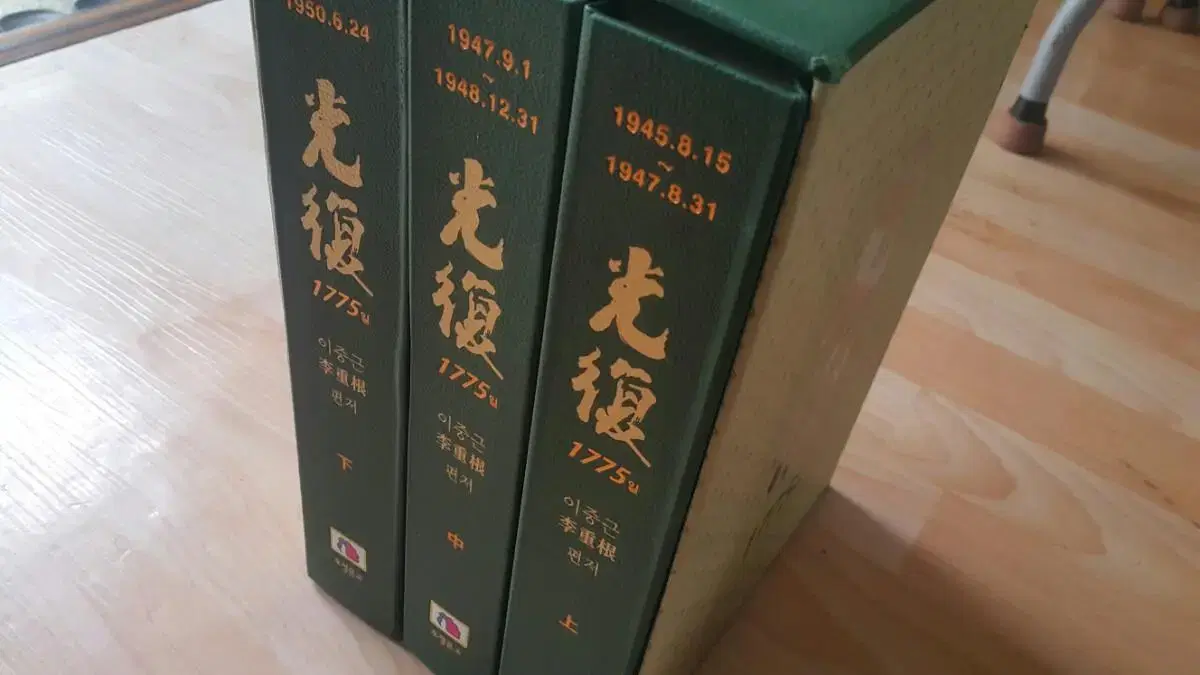 1950.6.24
光復
1775일
이중근
李重根
편저
下
1947.9.1
~
1948.12.31
光復
1775일
이중근
李重根
편저
中
1945.8.15
~
1947.8.31
光復
1775일
이중근
李重根
편저
上